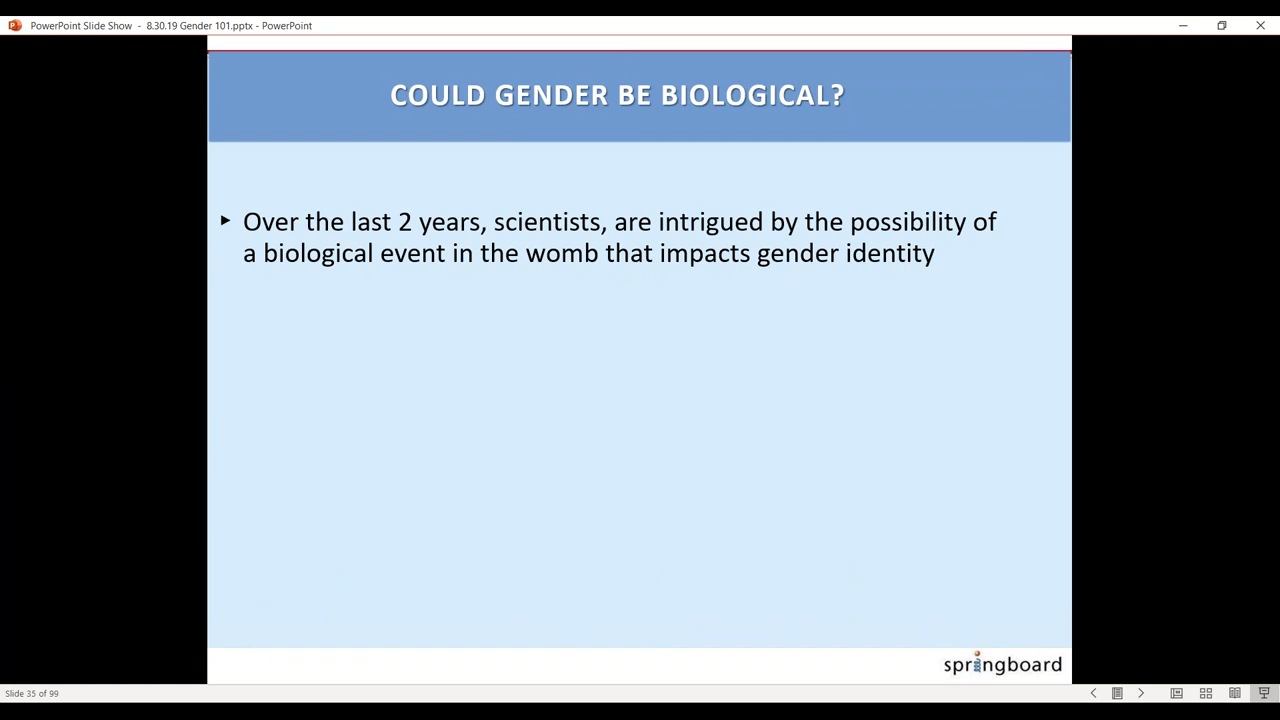 PowerPoint Slide Show - 8.30.19 Gender 101.pptx - PowerPoint
COULD GENDER BE BIOLOGICAL?
Over the last 2 years, scientists, are intrigued by the possibility of
a biological event in the womb that impacts gender identity
springboard
Slide 35 of 99